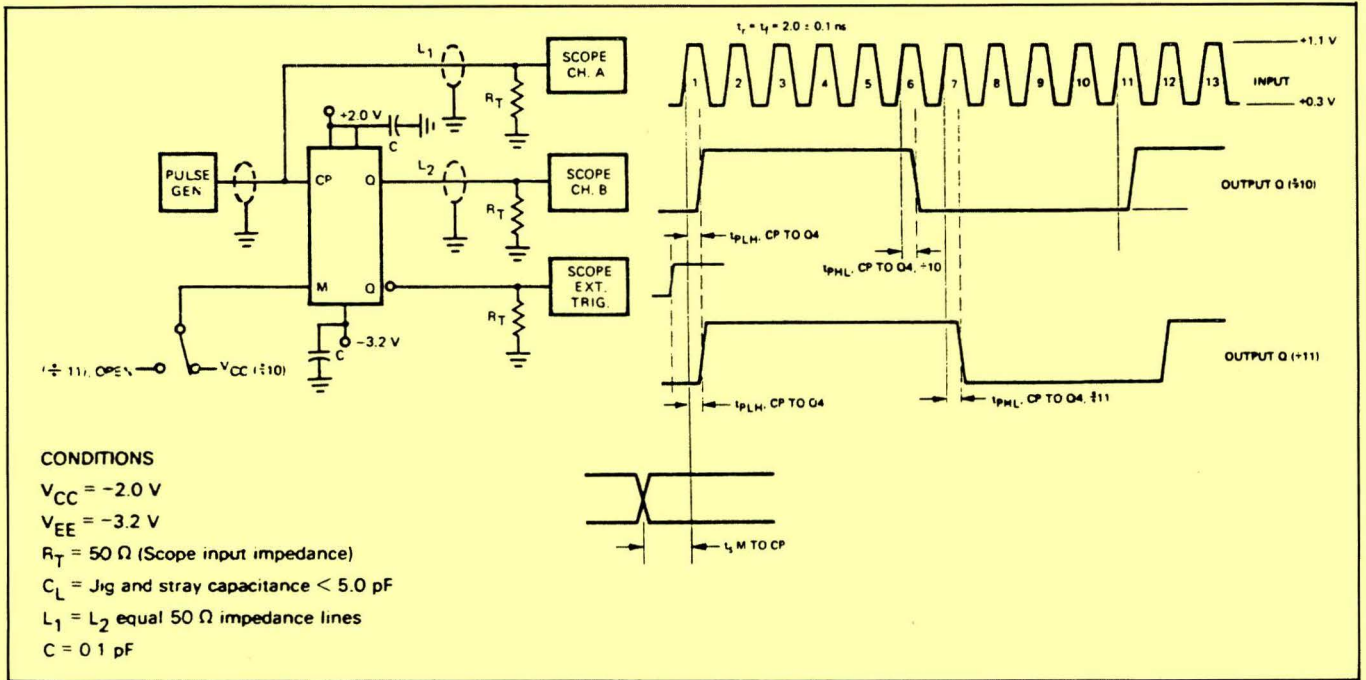 L1
SCOPE
CH. A
RT
+2.0 V
C
PULSE
GEN
CP
Q
L2
SCOPE
CH. B
RT
M
Q
SCOPE
EXT.
TRIG.
RT
C
-3.2 V
(÷ 11), OPEN
VCC (÷10)
CONDITIONS
VCC = -2.0 V
VEE = -3.2 V
RT = 50 Ω (Scope input impedance)
CL = Jig and stray capacitance < 5.0 pF
L1 = L2 equal 50 Ω impedance lines
C = 0 1 pF
tr = tf = 2.0 ± 0.1 ns
+1.1 V
1 2 3 4 5 6 7 8 9 10 11 12 13
INPUT
+0.3 V
OUTPUT Q (÷10)
tPLH, CP TO Q4
tPHL, CP TO Q4, ÷10
OUTPUT Q (÷11)
tPLH, CP TO Q4
tPHL, CP TO Q4, ÷11
ts M TO CP